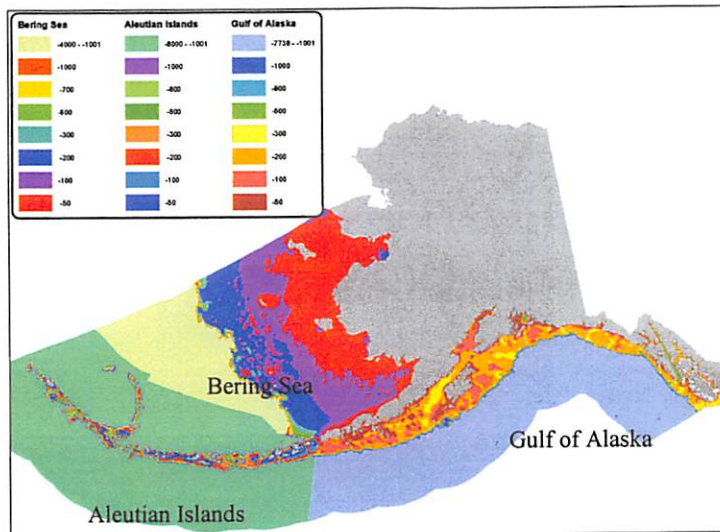 Bering Sea Aleutian Islands Gulf of Alaska
-4000 - -1001 -8000 - -1001 -7738 - -1001
-1000 -1000 -1000
-700 -800 -800
-500 -500 -500
-300 -300 -300
-200 -200 -200
-100 -100 -100
-50 -50 -50
Bering Sea
Gulf of Alaska
Aleutian Islands